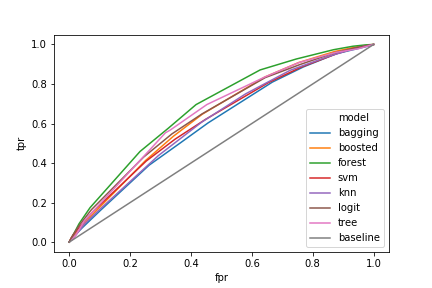 1.0
0.8
0.6
0.4
0.2
0.0
tpr
0.0 0.2 0.4 0.6 0.8 1.0
fpr
model
bagging
boosted
forest
svm
knn
logit
tree
baseline